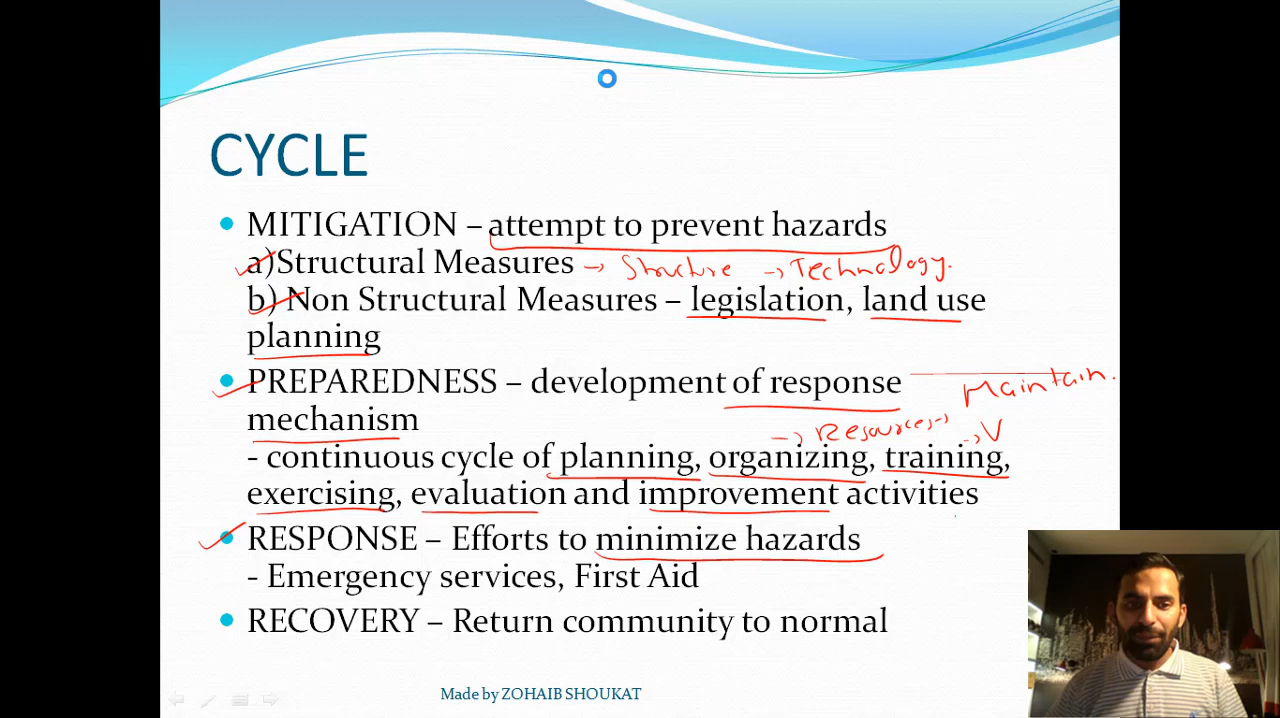 CYCLE
MITIGATION – attempt to prevent hazards
a)Structural Measures → Structure → Technology.
b) Non Structural Measures – legislation, land use
planning
PREPAREDNESS – development of response
Maintain.
mechanism
→ Resources → → V
- continuous cycle of planning, organizing, training,
exercising, evaluation and improvement activities
RESPONSE – Efforts to minimize hazards
- Emergency services, First Aid
RECOVERY – Return community to normal
Made by ZOHAIB SHOUKAT